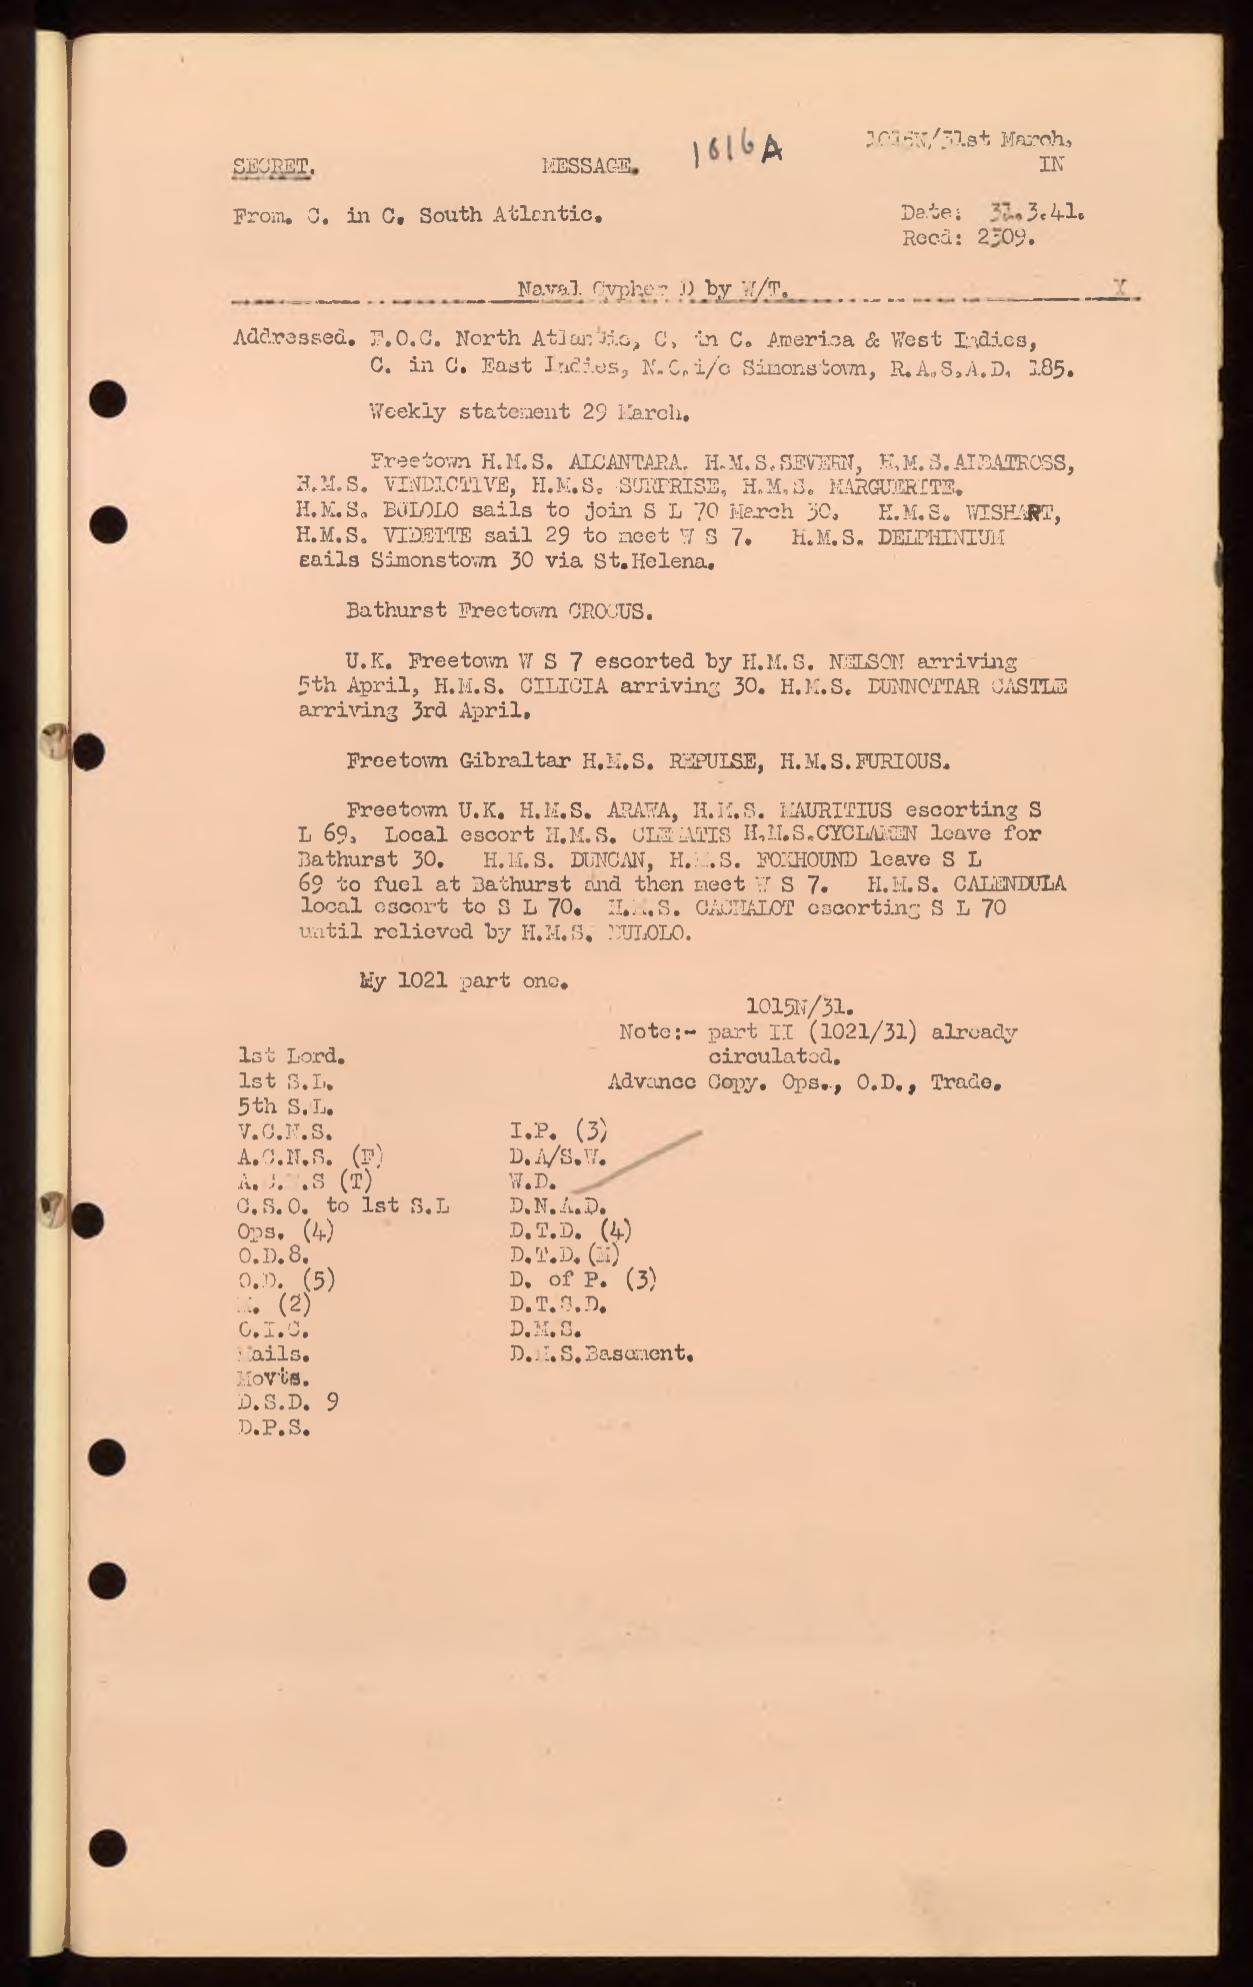 1015N/31st March,
1616A
SECRET. MESSAGE. IN
From. C. in C. South Atlantic. Date: 31.3.41.
Recd: 2309.
Naval Cypher D by W/T. X
Addressed. F.O.C. North Atlantic, C. in C. America & West Indies,
C. in C. East Indies, N.C.i/c Simonstown, R.A.S.A.D. 185.
Weekly statement 29 March.
Freetown H.M.S. ALCANTARA. H.M.S.SEVERN, H.M.S.ALBATROSS,
H.M.S. VINDICTIVE, H.M.S. SURPRISE, H.M.S. MARGUERITE.
H.M.S. BULOLO sails to join S L 70 March 30. H.M.S. WISHART,
H.M.S. VIDETTE sail 29 to meet W S 7. H.M.S. DELPHINIUM
sails Simonstown 30 via St.Helena.
Bathurst Freetown CROCUS.
U.K. Freetown W S 7 escorted by H.M.S. NELSON arriving
5th April, H.M.S. CILICIA arriving 30. H.M.S. DUNNOTTAR CASTLE
arriving 3rd April.
Freetown Gibraltar H.M.S. REPULSE, H.M.S.FURIOUS.
Freetown U.K. H.M.S. ARAWA, H.M.S. MAURITIUS escorting S
L 69. Local escort H.M.S. CLEMATIS H.M.S.CYCLAMEN leave for
Bathurst 30. H.M.S. DUNCAN, H.M.S. FOXHOUND leave S L
69 to fuel at Bathurst and then meet W S 7. H.M.S. CALENDULA
local escort to S L 70. H.M.S. CACHALOT escorting S L 70
until relieved by H.M.S. BULOLO.
My 1021 part one.
1015N/31.
Note:- part II (1021/31) already
circulated.
Advance Copy. Ops., O.D., Trade.
1st Lord.
1st S.L.
5th S.L.
V.C.N.S.
A.C.N.S. (F)
A.C.N.S (T)
C.S.O. to 1st S.L
Ops. (4)
O.D.8.
O.D. (5)
M. (2)
C.I.C.
Mails.
Movts.
D.S.D. 9
D.P.S.
I.P. (3)
D.A/S.W.
W.D.
D.N.A.D.
D.T.D. (4)
D.T.D.(M)
D. of P. (3)
D.T.S.D.
D.M.S.
D.M.S.Basement.